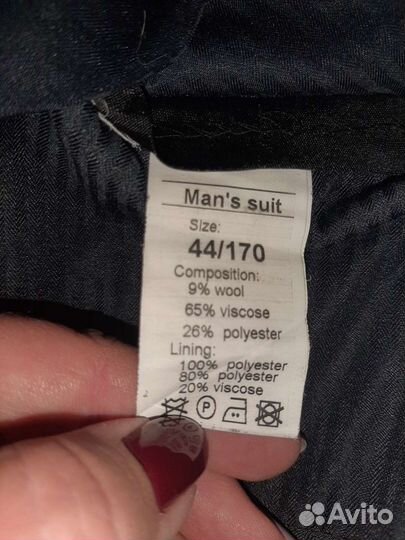 Man's suit
Size:
44/170
Composition:
9% wool
65% viscose
26% polyester
Lining:
100% polyester
80% polyester
20% viscose
P
Avito